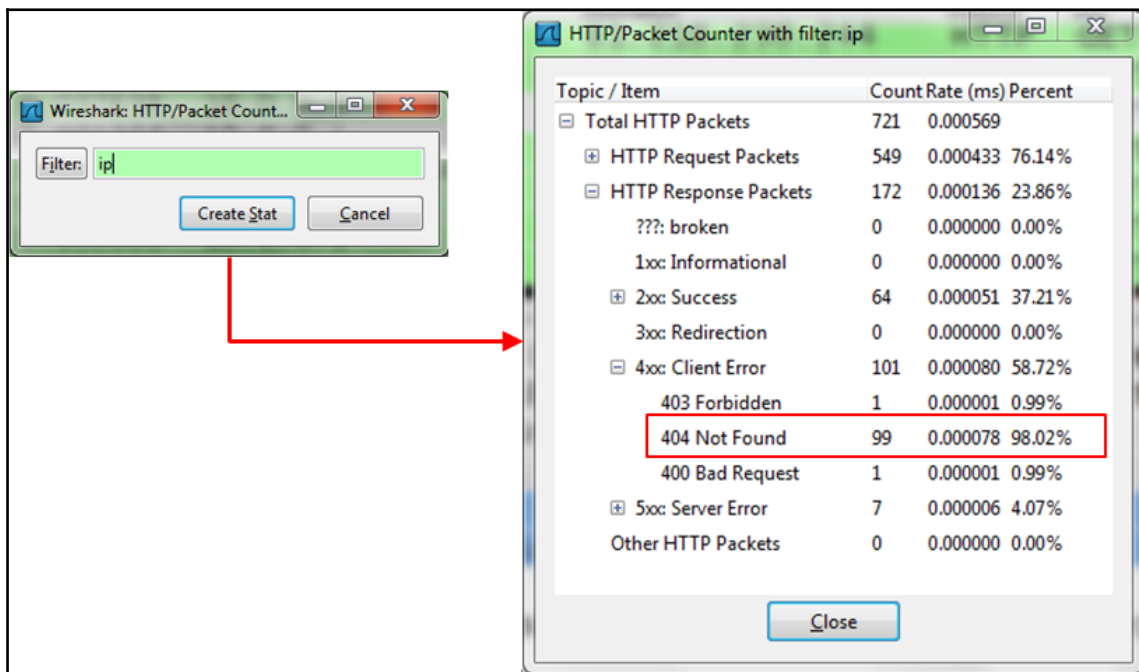 Wireshark: HTTP/Packet Count...
Filter: ip
Create Stat Cancel
HTTP/Packet Counter with filter: ip
Topic / Item Count Rate (ms) Percent
Total HTTP Packets 721 0.000569
HTTP Request Packets 549 0.000433 76.14%
HTTP Response Packets 172 0.000136 23.86%
???: broken 0 0.000000 0.00%
1xx: Informational 0 0.000000 0.00%
2xx: Success 64 0.000051 37.21%
3xx: Redirection 0 0.000000 0.00%
4xx: Client Error 101 0.000080 58.72%
403 Forbidden 1 0.000001 0.99%
404 Not Found 99 0.000078 98.02%
400 Bad Request 1 0.000001 0.99%
5xx: Server Error 7 0.000006 4.07%
Other HTTP Packets 0 0.000000 0.00%
Close